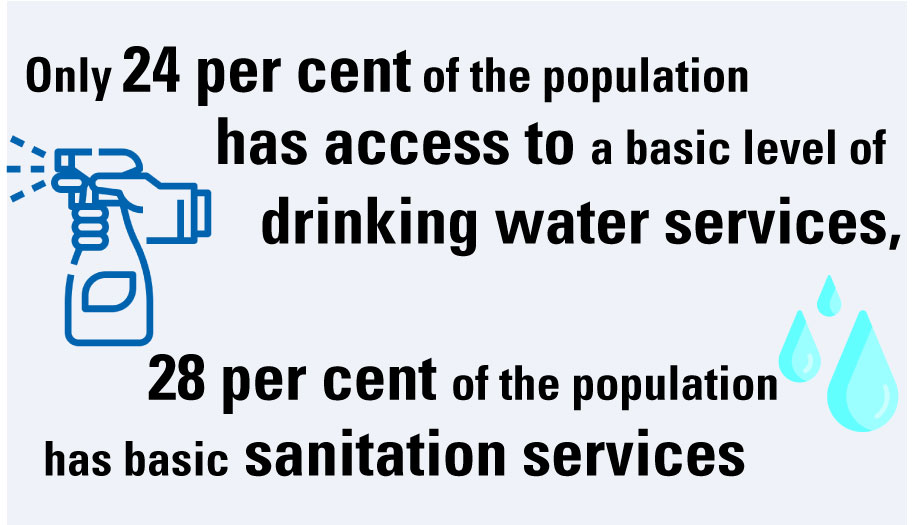 Only 24 per cent of the population
has access to a basic level of
drinking water services,
28 per cent of the population
has basic sanitation services